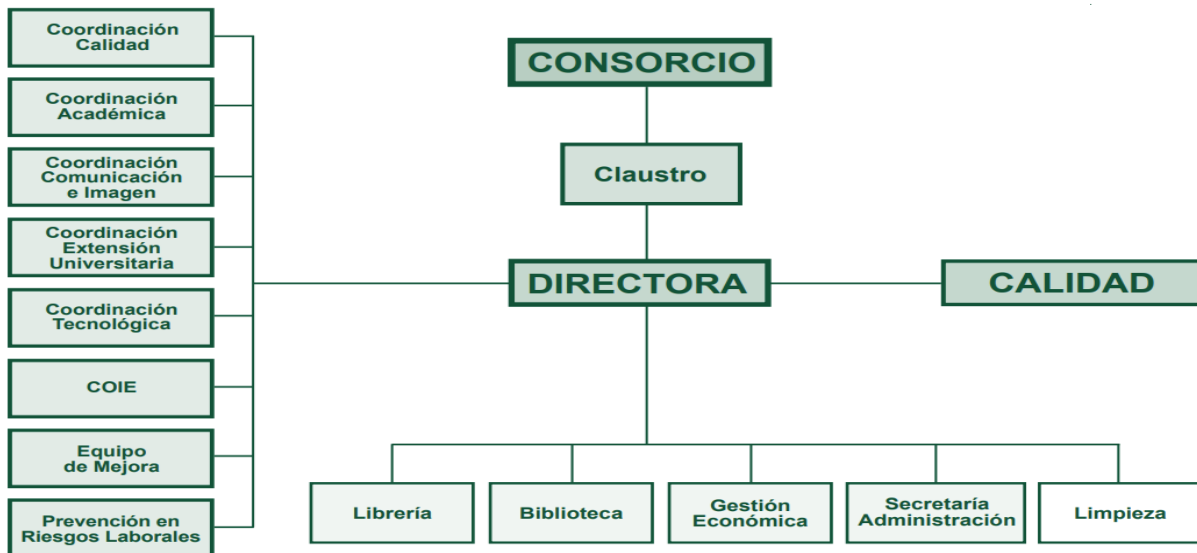 Coordinación
Calidad
Coordinación
Académica
Coordinación
Comunicación
e Imagen
Coordinación
Extensión
Universitaria
Coordinación
Tecnológica
COIE
Equipo
de Mejora
Prevención en
Riesgos Laborales
CONSORCIO
Claustro
DIRECTORA
CALIDAD
Librería
Biblioteca
Gestión
Económica
Secretaría
Administración
Limpieza